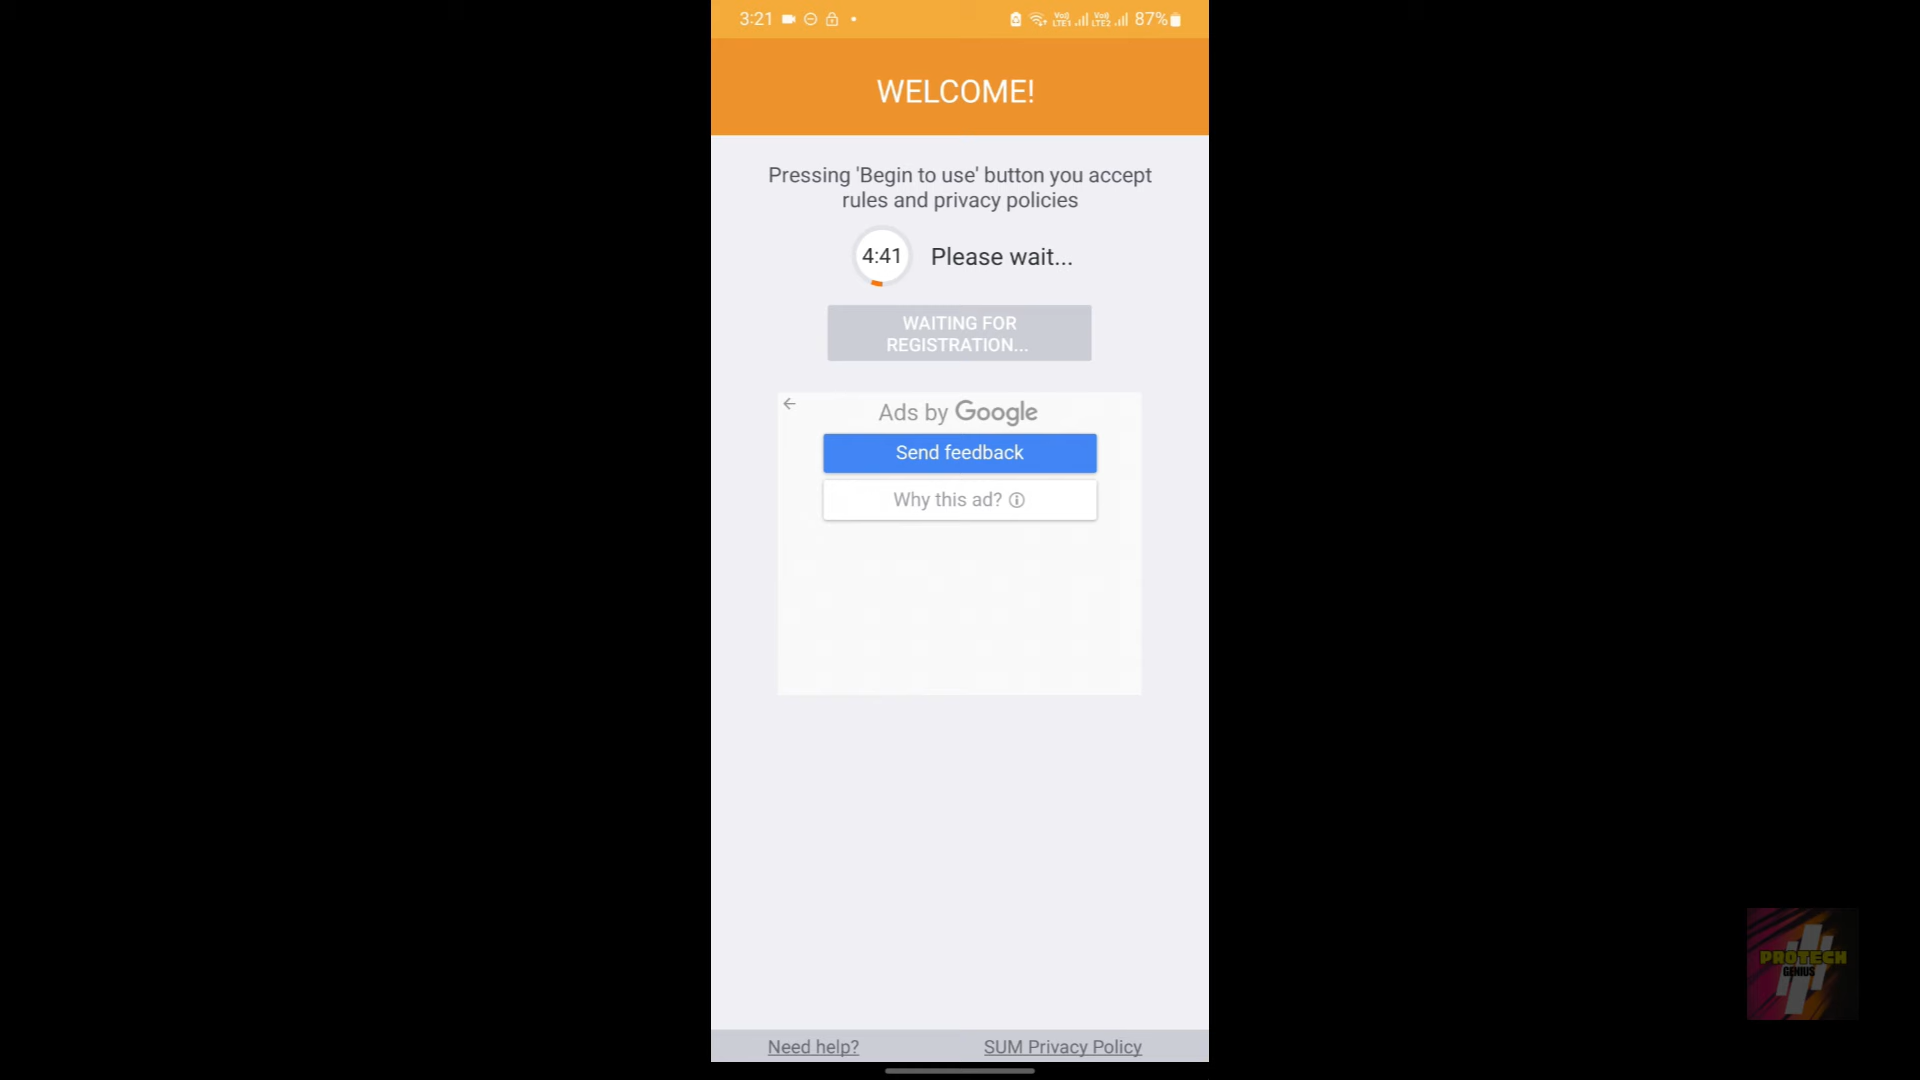 3:21 87%
WELCOME!
Pressing 'Begin to use' button you accept
rules and privacy policies
4:41 Please wait...
WAITING FOR
REGISTRATION...
Ads by Google
Send feedback
Why this ad?
Need help? SUM Privacy Policy
PROTECH
GENIUS